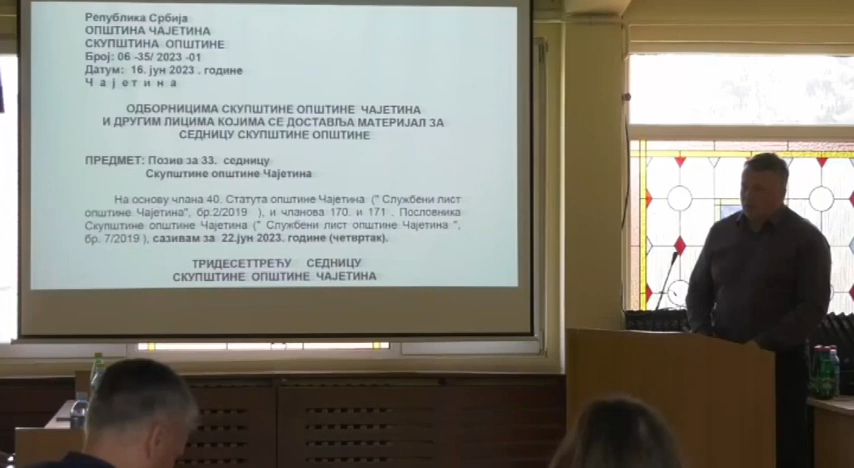 Република Србија
ОПШТИНА ЧАЈЕТИНА
СКУПШТИНА ОПШТИНЕ
Број: 06 -35/ 2023 -01
Датум: 16. јун 2023 . године
Ч а ј е т и н а
ОДБОРНИЦИМА СКУПШТИНЕ ОПШТИНЕ ЧАЈЕТИНА
И ДРУГИМ ЛИЦИМА КОЈИМА СЕ ДОСТАВЉА МАТЕРИЈАЛ ЗА
СЕДНИЦУ СКУПШТИНЕ ОПШТИНЕ
ПРЕДМЕТ: Позив за 33. седницу
Скупштине општине Чајетина
На основу члана 40. Статута општине Чајетина (" Службени лист
општине Чајетина", бр.2/2019 ), и чланова 170. и 171 . Пословника
Скупштине општине Чајетина (" Службени лист општине Чајетина ",
бр. 7/2019 ), сазивам за 22.јун 2023. године (четвртак).
ТРИДЕСЕТТРЕЋУ СЕДНИЦУ
СКУПШТИНЕ ОПШТИНЕ ЧАЈЕТИНА